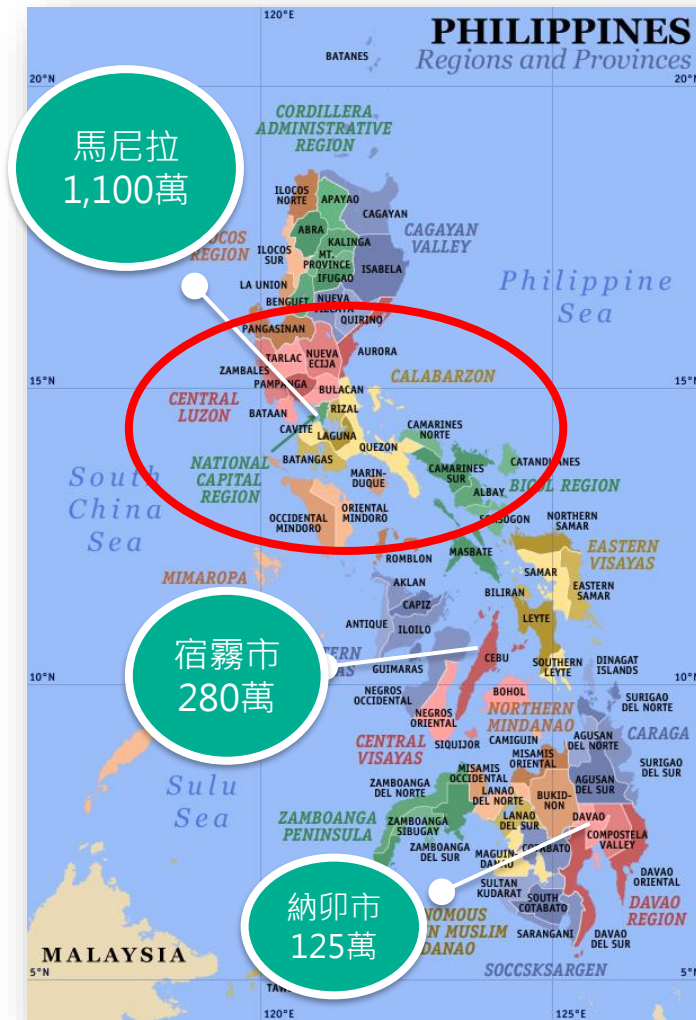 120°E
PHILIPPINES
Regions and Provinces
BATANES
20°N
20°N
CORDILLERA
ADMINISTRATIVE
REGION
馬尼拉
1,100萬
ILOCOS
NORTE
APAYAO
CAGAYAN
CAGAYAN
VALLEY
ABRA
KALINGA
REGION
ILOCOS
SUR
MT.
PROVINCE
IFUGAO
ISABELA
LA UNION
BENGUET
NUEVA
QUIRINO
Philippine
Sea
PANGASINAN
AURORA
TARLAC
NUEVA
ECIJA
15°N
15°N
ZAMBALES
PAMPANGA
BULACAN
CALABARZON
CENTRAL
LUZON
BATAAN
RIZAL
CAVITE
LAGUNA
QUEZON
BATANGAS
NATIONAL
CAPITAL
REGION
CAMARINES
NORTE
CAMARINES
SUR
CATANDUANES
ALBAY
BICOL REGION
South
China
Sea
MARIN-
DUQUE
OCCIDENTAL
MINDORO
ORIENTAL
MINDORO
SORSOGON
NORTHERN
SAMAR
MASBATE
ROMBLON
EASTERN
VISAYAS
MIMAROPA
AKLAN
SAMAR
BILIRAN
EASTERN
SAMAR
CAPIZ
ANTIQUE
ILOILO
LEYTE
宿霧市
280萬
GUIMARAS
CEBU
SOUTHERN
LEYTE
DINAGAT
ISLANDS
10°N
10°N
NEGROS
OCCIDENTAL
BOHOL
SURIGAO
DEL NORTE
NEGROS
ORIENTAL
NORTHERN
MINDANAO
CARAGA
CENTRAL
VISAYAS
SIQUIJOR
CAMIGUIN
AGUSAN
DEL NORTE
MISAMIS
ORIENTAL
SURIGAO
DEL SUR
Sulu
Sea
MISAMIS
OCCIDENTAL
ZAMBOANGA
DEL NORTE
LANAO
DEL NORTE
BUKID-
NON
AGUSAN
DEL SUR
ZAMBOANGA
PENINSULA
ZAMBOANGA
SIBUGAY
LANAO
DEL SUR
DAVAO
COMPOSTELA
VALLEY
ZAMBOANGA
DEL SUR
COTABATO
MAGUIN-
DANAO
DAVAO
ORIENTAL
SULTAN
KUDARAT
納卯市
125萬
SOUTH
COTABATO
DAVAO
REGION
SARANGANI
DAVAO
DEL SUR
MALAYSIA
SOCCSKSARGEN
5°N
5°N
120°E
125°E